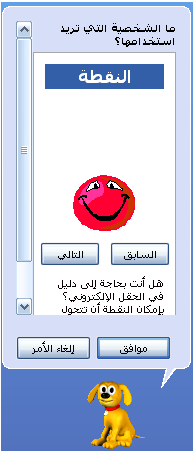 ما الشخصية التي تريد
استخدامها؟
النقطة
السابق
التالي
هل أنت بحاجة إلى دليل
في الحقل الإلكتروني؟
بإمكان النقطة أن تتحول
موافق
إلغاء الأمر